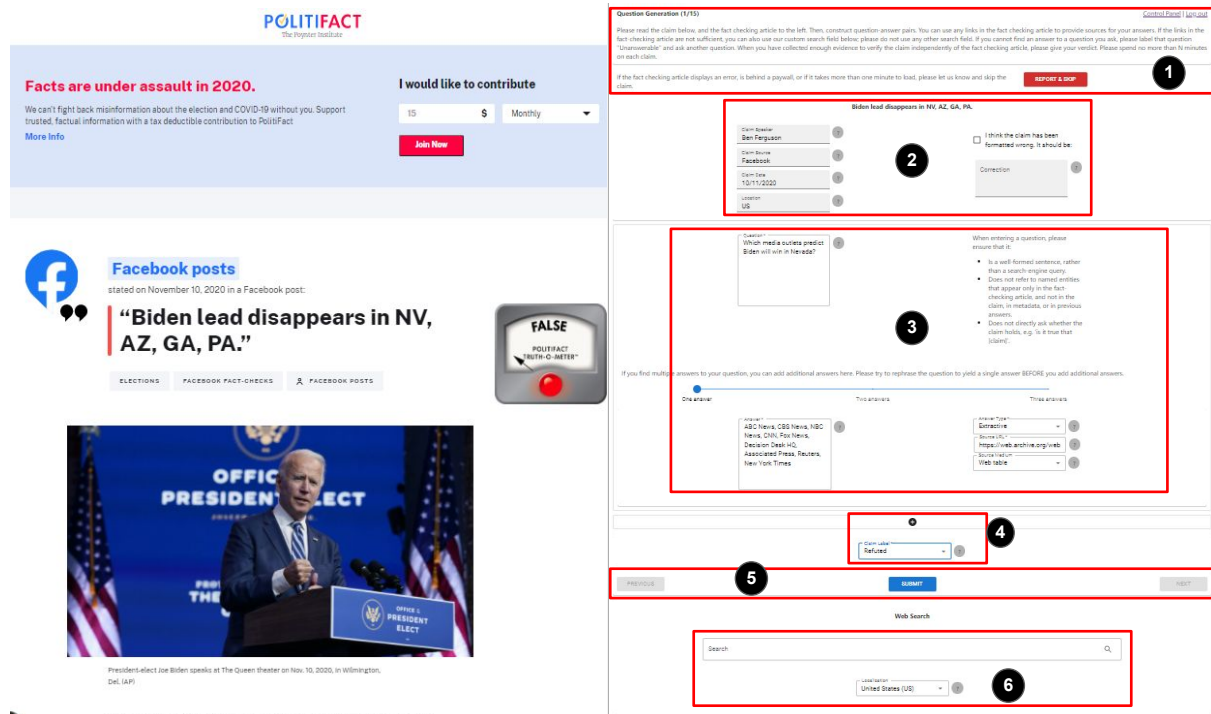 POLITIFACT
The Poynter Institute
Facts are under assault in 2020.
We can't fight back misinformation about the election and COVID-19 without you. Support
trusted, factual information with a tax deductible contribution to PolitiFact
More Info
I would like to contribute
15
$
Monthly
Join Now
Facebook posts
stated on November 10, 2020 in a Facebook post:
“Biden lead disappears in NV,
AZ, GA, PA.”
ELECTIONS
FACEBOOK FACT-CHECKS
FACEBOOK POSTS
FALSE
POLITIFACT
TRUTH-O-METER™
OFFICE
PRESIDENT ELECT
THE
OFFICE of
PRESIDENT
ELECT
President-elect Joe Biden speaks at The Queen theater on Nov. 10, 2020, in Wilmington,
Del. (AP)
Question Generation (1/15)
Control Panel | Log out
Please read the claim below, and the fact checking article to the left. Then, construct question-answer pairs. You can use any links in the fact checking article to provide sources for your answers. If the links in the
fact-checking article are not sufficient, you can also use our custom search field below; please do not use any other search field. If you cannot find an answer to a question you ask, please label that question
"Unanswerable" and ask another question. When you have collected enough evidence to verify the claim independently of the fact checking article, please give your verdict. Please spend no more than N minutes
on each claim.
If the fact checking article displays an error, is behind a paywall, or if it takes more than one minute to load, please let us know and skip the
claim.
REPORT & SKIP
1
Biden lead disappears in NV, AZ, GA, PA.
Claim Speaker
Ben Ferguson
?
Claim Source
Facebook
?
Claim Date
10/11/2020
?
Location
US
?
2
I think the claim has been
formatted wrong. It should be:
Correction
?
Question *
Which media outlets predict
Biden will win in Nevada?
?
When entering a question, please
ensure that it:
• Is a well-formed sentence, rather
than a search-engine query.
• Does not refer to named entities
that appear only in the fact-
checking article, and not in the
claim, in metadata, or in previous
answers.
• Does not directly ask whether the
claim holds, e.g. 'is it true that
[claim]'.
3
If you find multiple answers to your question, you can add additional answers here. Please try to rephrase the question to yield a single answer BEFORE you add additional answers.
One answer
Two answers
Three answers
Answer *
ABC News, CBS News, NBC
News, CNN, Fox News,
Decision Desk HQ,
Associated Press, Reuters,
New York Times
?
Answer Type *
Extractive
?
Source URL *
https://web.archive.org/web
?
Source Medium
Web table
?
4
Claim Label
Refuted
?
PREVIOUS
5
SUBMIT
NEXT
Web Search
Search
Localisation
United States (US)
?
6